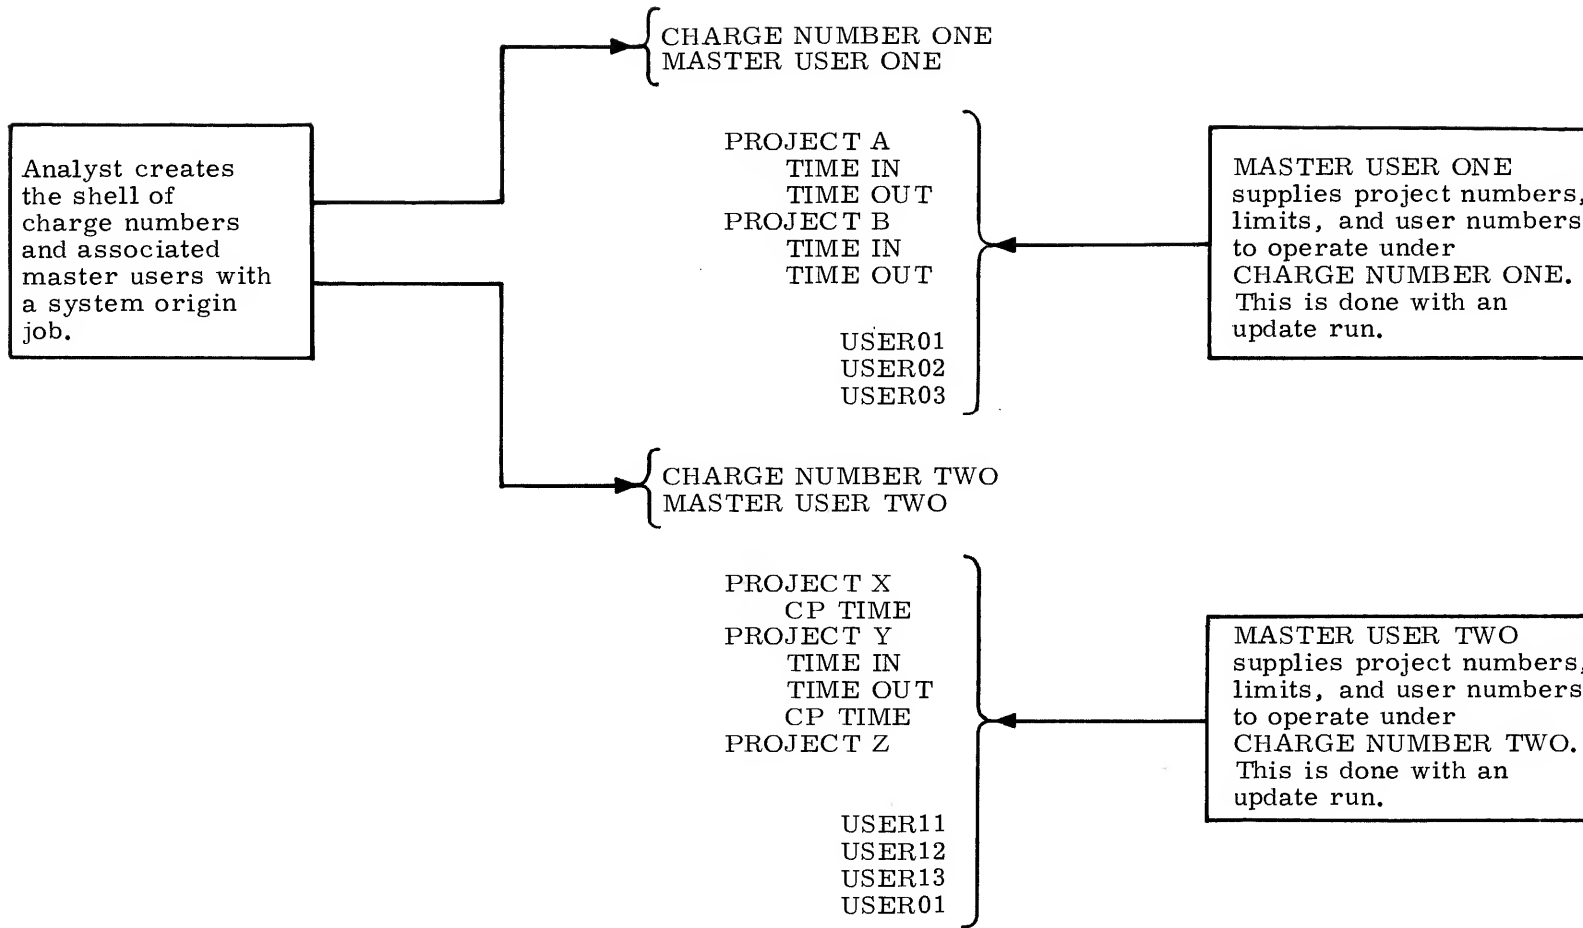 Analyst creates
the shell of
charge numbers
and associated
master users with
a system origin
job.
CHARGE NUMBER ONE
MASTER USER ONE
PROJECT A
TIME IN
TIME OUT
PROJECT B
TIME IN
TIME OUT
USER01
USER02
USER03
MASTER USER ONE
supplies project numbers,
limits, and user numbers
to operate under
CHARGE NUMBER ONE.
This is done with an
update run.
CHARGE NUMBER TWO
MASTER USER TWO
PROJECT X
CP TIME
PROJECT Y
TIME IN
TIME OUT
CP TIME
PROJECT Z
USER11
USER12
USER13
USER01
MASTER USER TWO
supplies project numbers,
limits, and user numbers
to operate under
CHARGE NUMBER TWO.
This is done with an
update run.